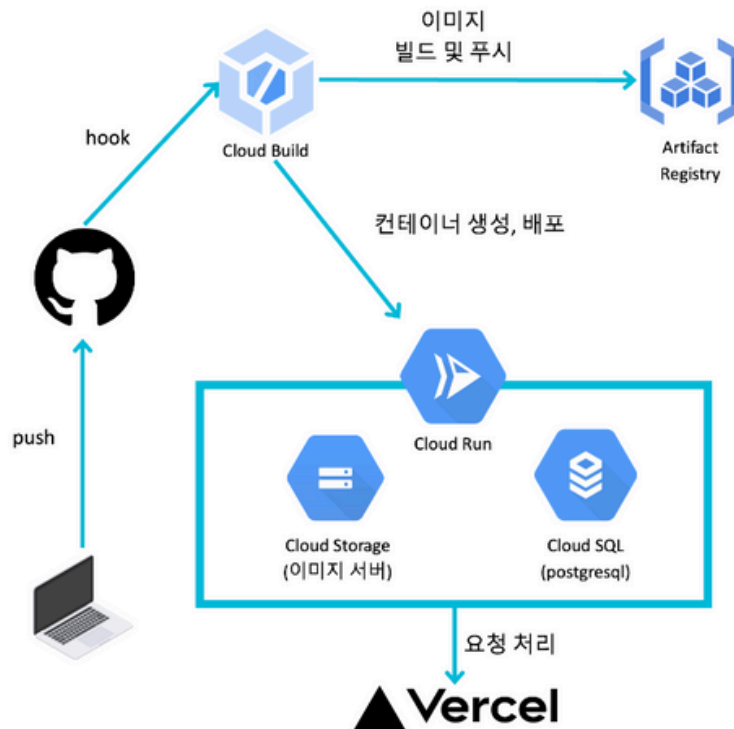 이미지
빌드 및 푸시
hook
Cloud Build
Artifact
Registry
컨테이너 생성, 배포
push
Cloud Run
Cloud Storage
(이미지 서버)
Cloud SQL
(postgresql)
요청 처리
Vercel